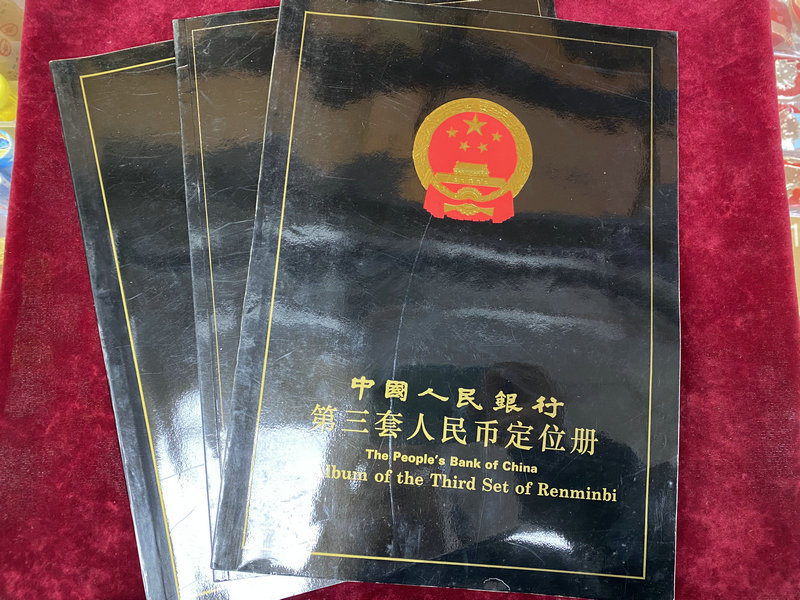 中國人民銀行
第三套人民币定位册
The People's Bank of China
lbum of the Third Set of Renminbi